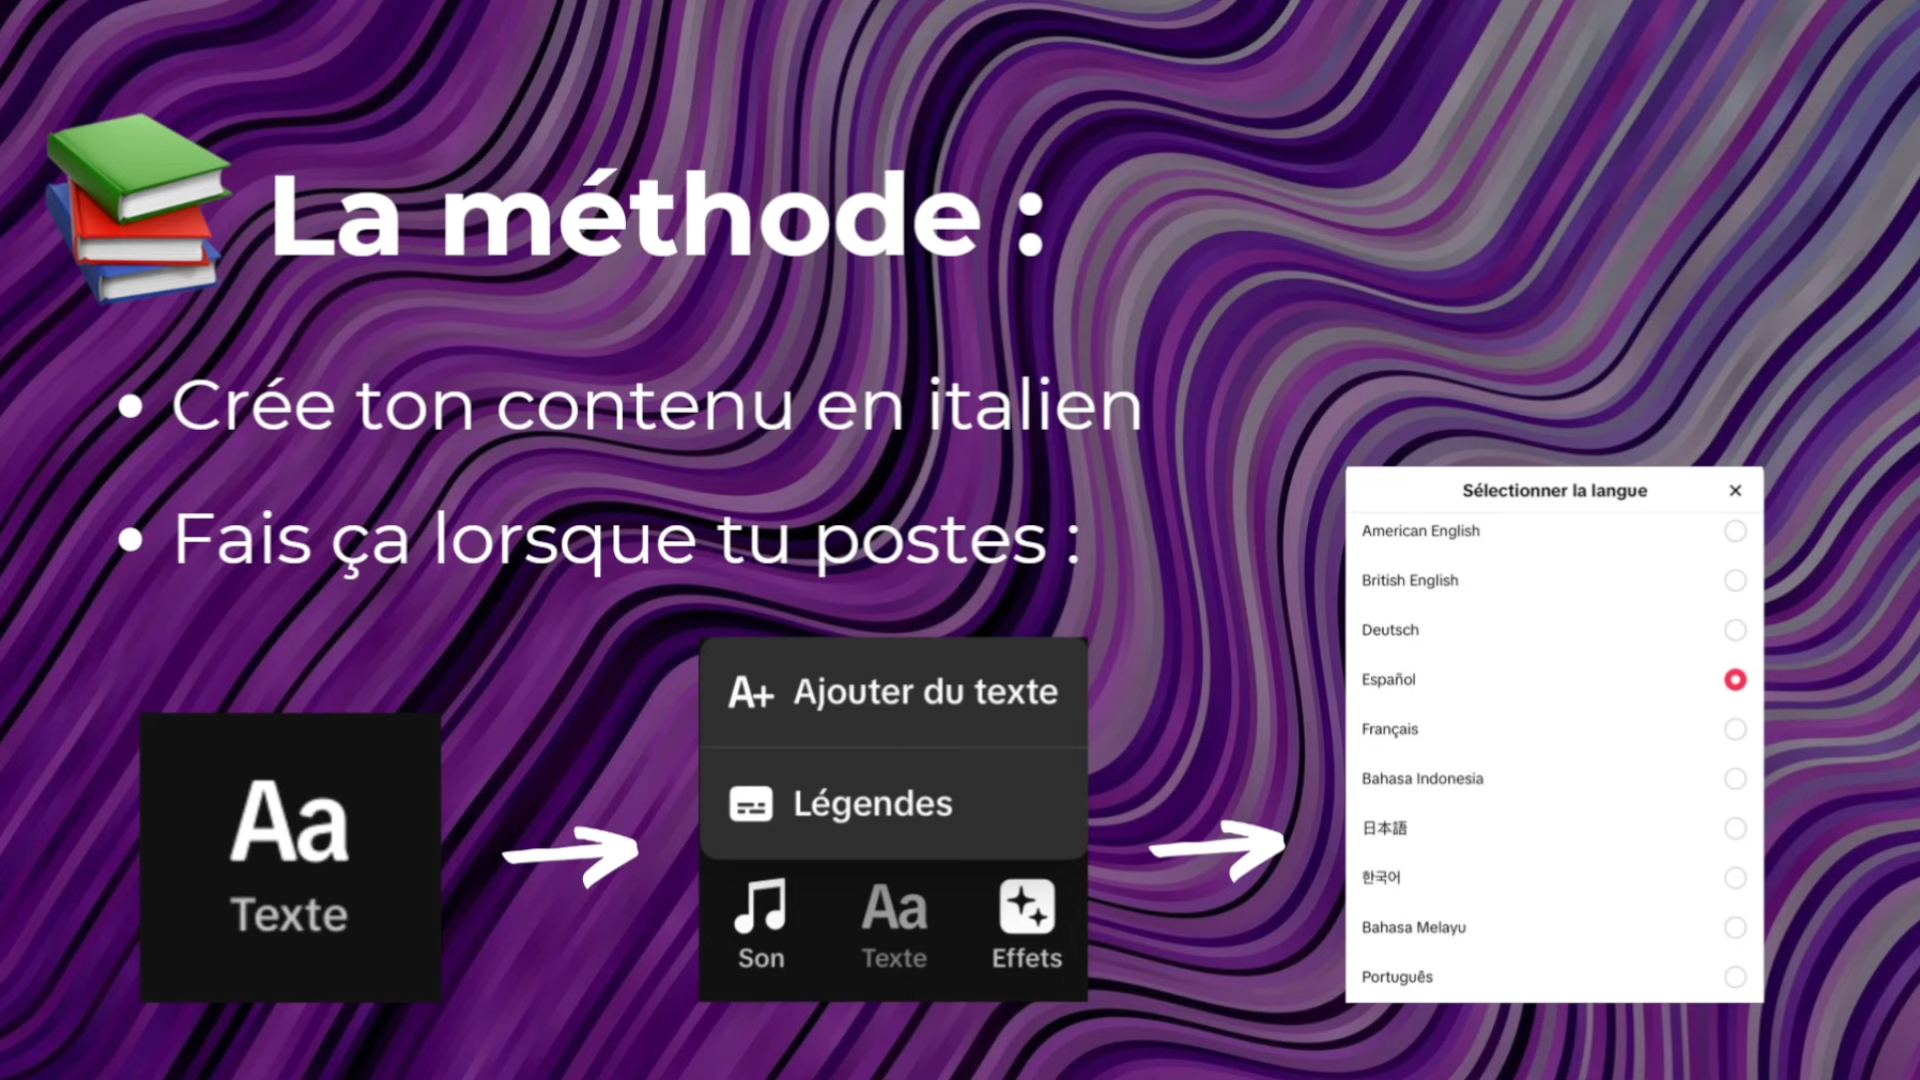 La méthode :
• Crée ton contenu en italien
• Fais ça lorsque tu postes :
Aa
Texte
A+ Ajouter du texte
Légendes
Son
Aa
Texte
Effets
Sélectionner la langue ×
American English
British English
Deutsch
Español
Français
Bahasa Indonesia
日本語
한국어
Bahasa Melayu
Português